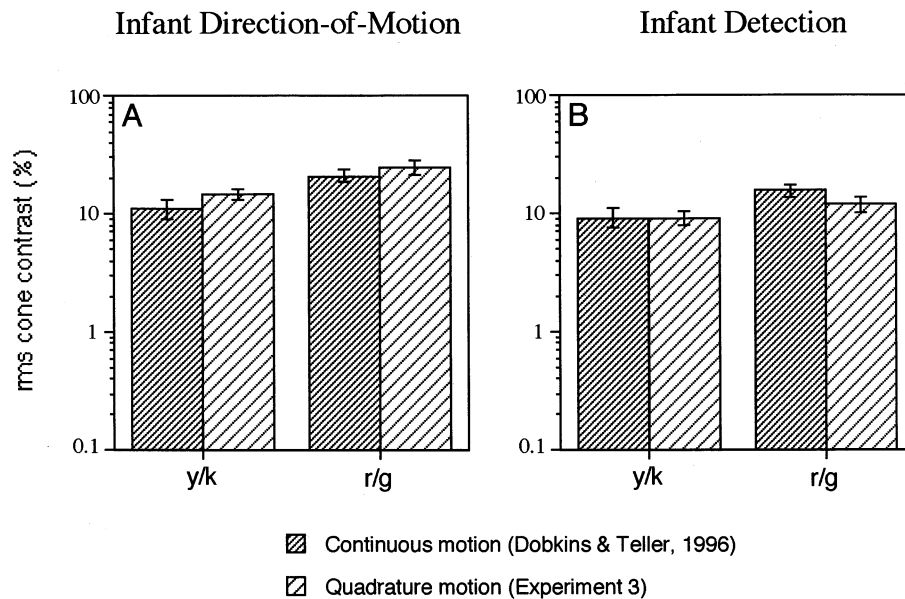 Infant Direction-of-Motion
Infant Detection
A
B
rms cone contrast (%)
100
10
1
0.1
y/k
r/g
100
10
1
0.1
y/k
r/g
Continuous motion (Dobkins & Teller, 1996)
Quadrature motion (Experiment 3)